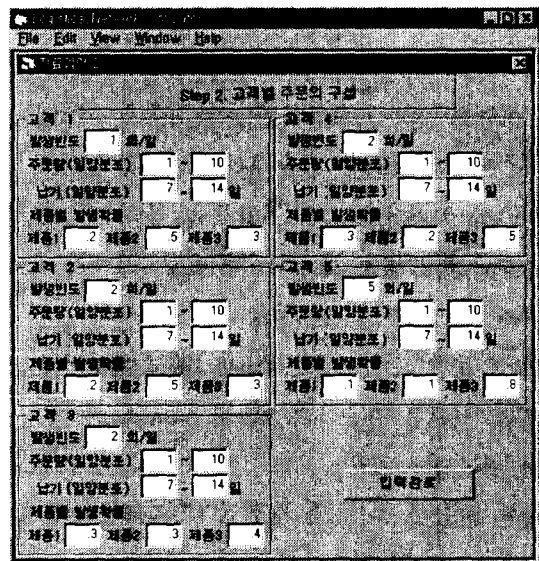 File Edit View Window Help
Step 2. 고객별 주문의 구성
고객 1
발생빈도 1 회/일
주문량(일양분포) 1 ~ 10
납기 (일양분포) 7 ~ 14 일
제품별 발생확률
제품1 .2 제품2 .5 제품3 .3
고객 2
발생빈도 2 회/일
주문량(일양분포) 1 ~ 10
납기 (일양분포) 7 ~ 14 일
제품별 발생확률
제품1 .2 제품2 .5 제품3 .3
고객 3
발생빈도 2 회/일
주문량(일양분포) 1 ~ 10
납기 (일양분포) 7 ~ 14 일
제품별 발생확률
제품1 .3 제품2 .3 제품3 .4
고객 4
발생빈도 2 회/일
주문량(일양분포) 1 ~ 10
납기 (일양분포) 7 ~ 14 일
제품별 발생확률
제품1 .3 제품2 .2 제품3 .5
고객 5
발생빈도 5 회/일
주문량(일양분포) 1 ~ 10
납기 (일양분포) 7 ~ 14 일
제품별 발생확률
제품1 .1 제품2 .1 제품3 .8
입력완료